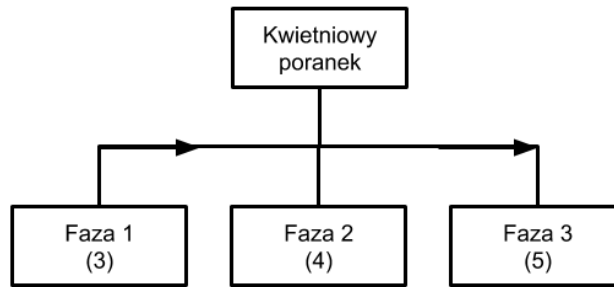 Kwietniowy
poranek
Faza 1
(3)
Faza 2
(4)
Faza 3
(5)